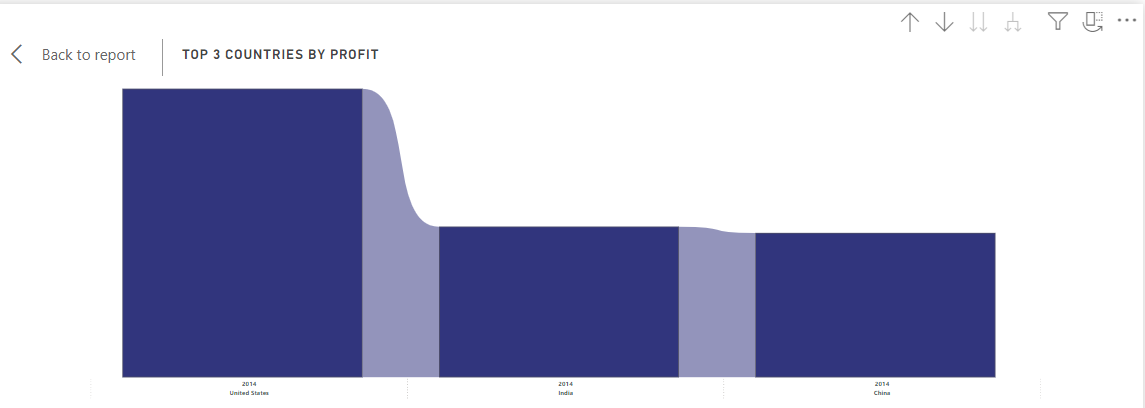 Back to report
TOP 3 COUNTRIES BY PROFIT
2014
United States
2014
India
2014
China